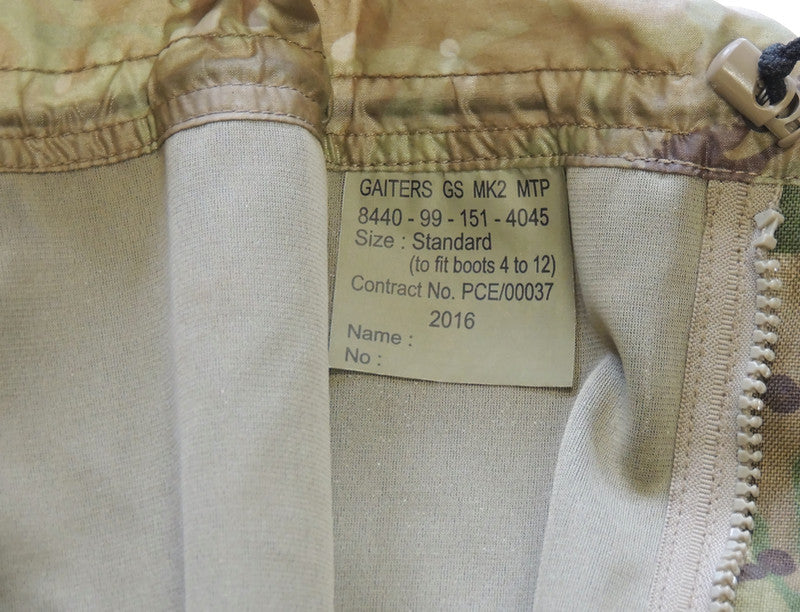 GAITERS GS MK2 MTP
8440 - 99 - 151 - 4045
Size : Standard
(to fit boots 4 to 12)
Contract No. PCE/00037
2016
Name :
No :